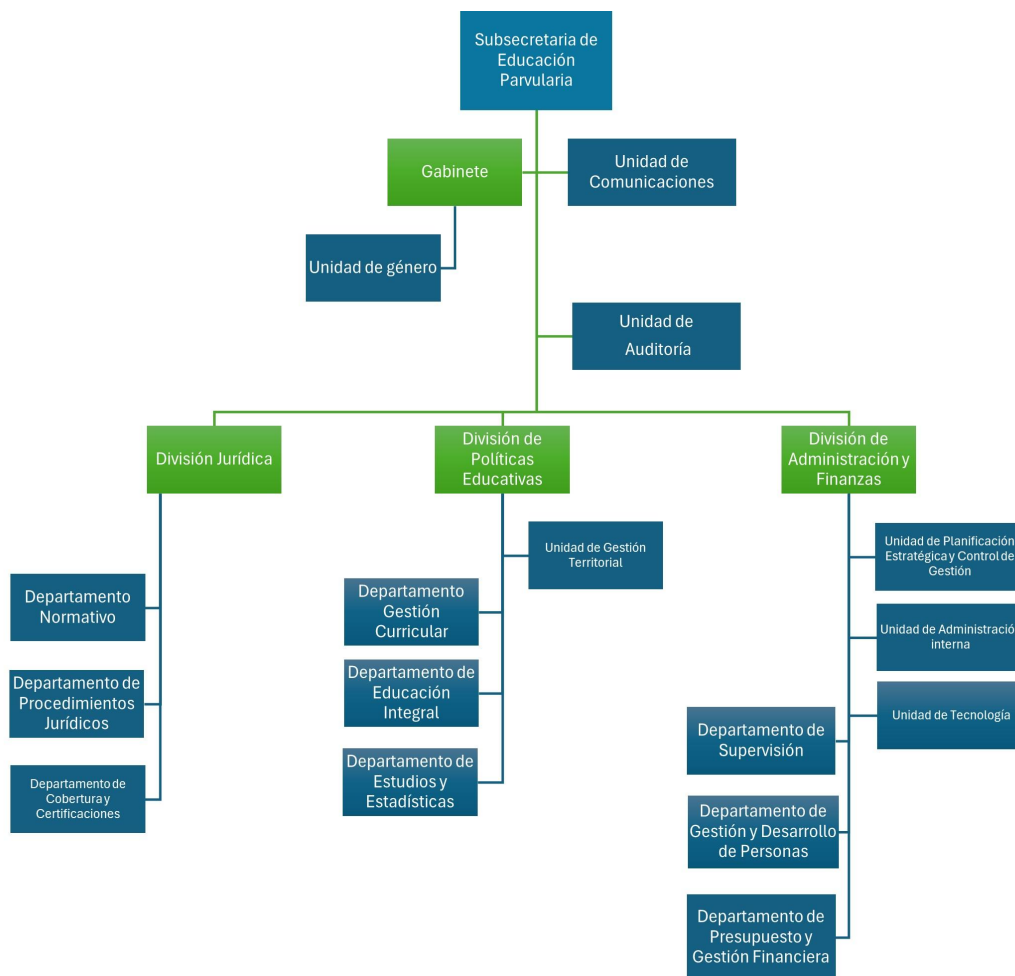 Subsecretaria de
Educación
Parvularia
Gabinete
Unidad de
Comunicaciones
Unidad de género
Unidad de
Auditoría
División Jurídica
División de
Políticas
Educativas
División de
Administración y
Finanzas
Unidad de Gestión
Territorial
Unidad de Planificación
Estratégica y Control de
Gestión
Departamento
Normativo
Departamento
Gestión
Curricular
Unidad de Administració
interna
Departamento de
Procedimientos
Jurídicos
Departamento de
Educación
Integral
Unidad de Tecnología
Departamento de
Supervisión
Departamento de
Cobertura y
Certificaciones
Departamento de
Estudios y
Estadísticas
Departamento de
Gestión y Desarrollo
de Personas
Departamento de
Presupuesto y
Gestión Financiera